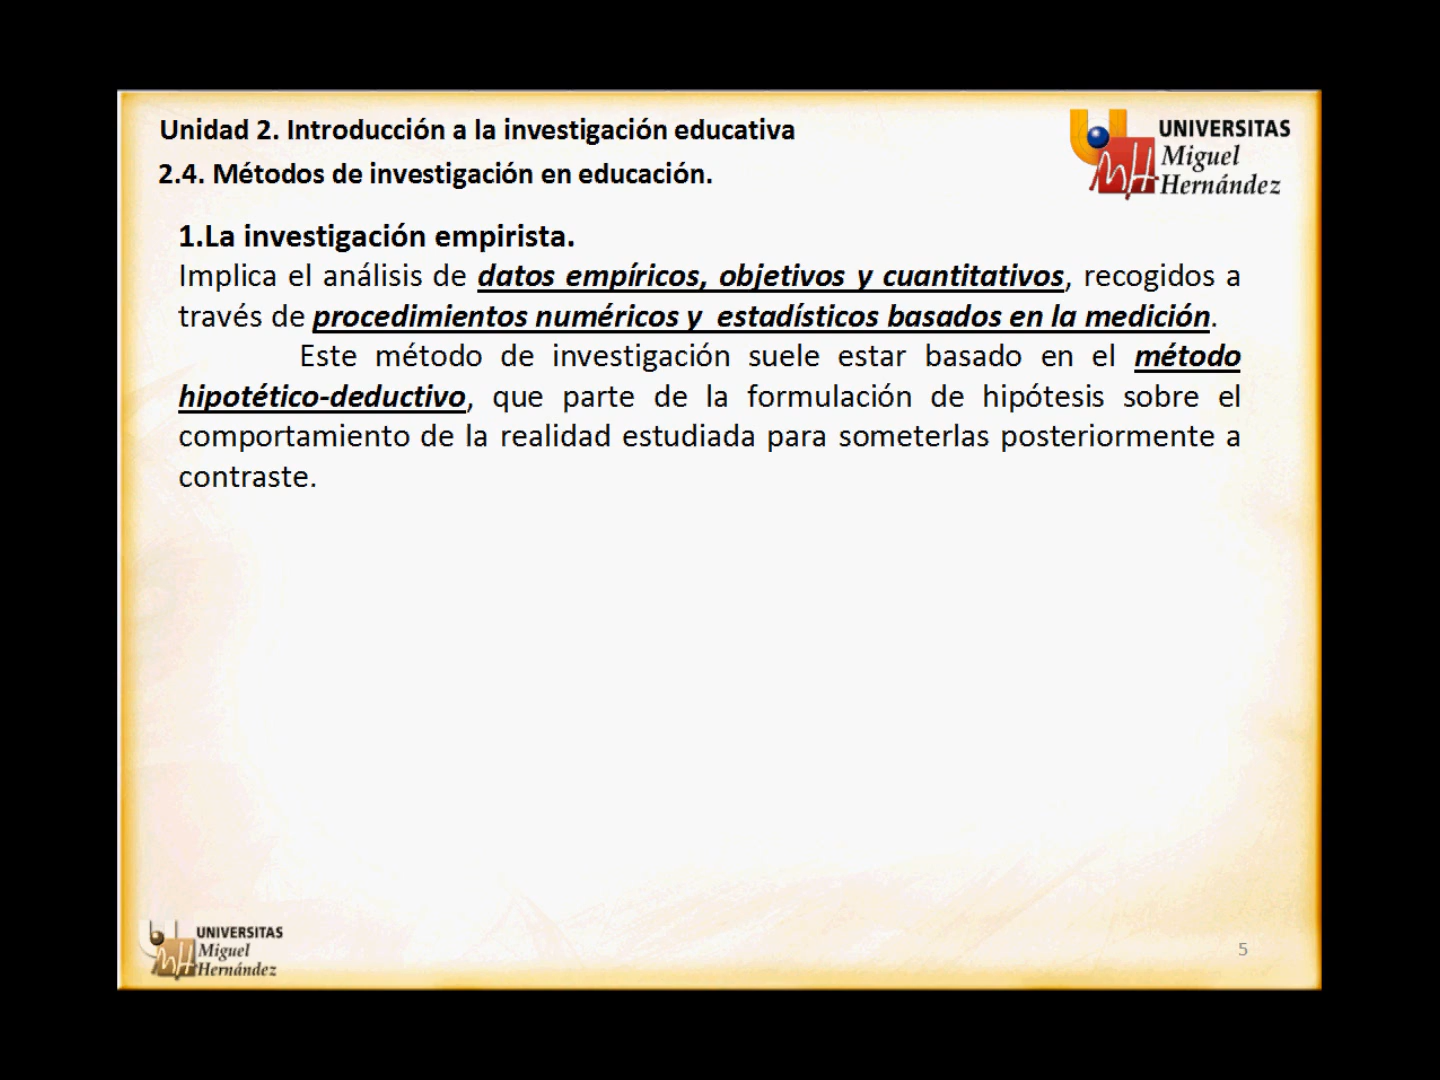 Unidad 2. Introducción a la investigación educativa
2.4. Métodos de investigación en educación.
UNIVERSITAS
Miguel
Hernández
1.La investigación empirista.
Implica el análisis de datos empíricos, objetivos y cuantitativos, recogidos a
través de procedimientos numéricos y estadísticos basados en la medición.
Este método de investigación suele estar basado en el método
hipotético-deductivo, que parte de la formulación de hipótesis sobre el
comportamiento de la realidad estudiada para someterlas posteriormente a
contraste.
UNIVERSITAS
Miguel
Hernández
5